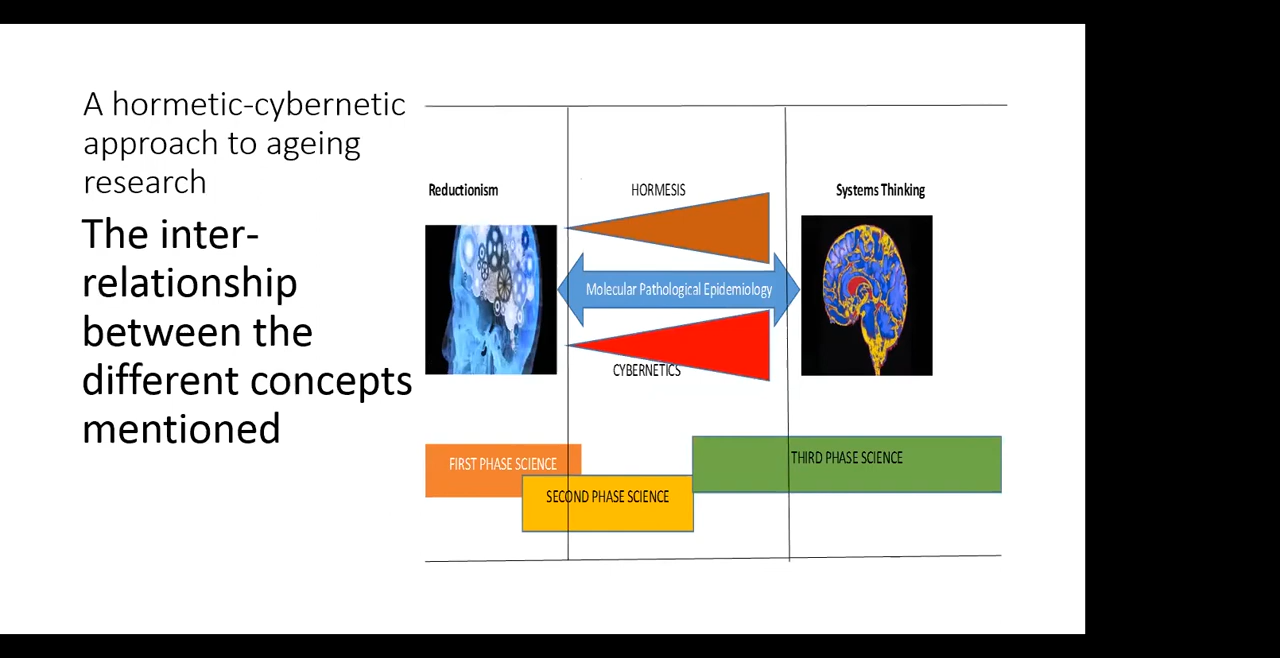 A hormetic-cybernetic
approach to ageing
research
The inter-
relationship
between the
different concepts
mentioned
Reductionism
HORMESIS
Systems Thinking
Molecular Pathological Epidemiology
CYBERNETICS
FIRST PHASE SCIENCE
SECOND PHASE SCIENCE
THIRD PHASE SCIENCE